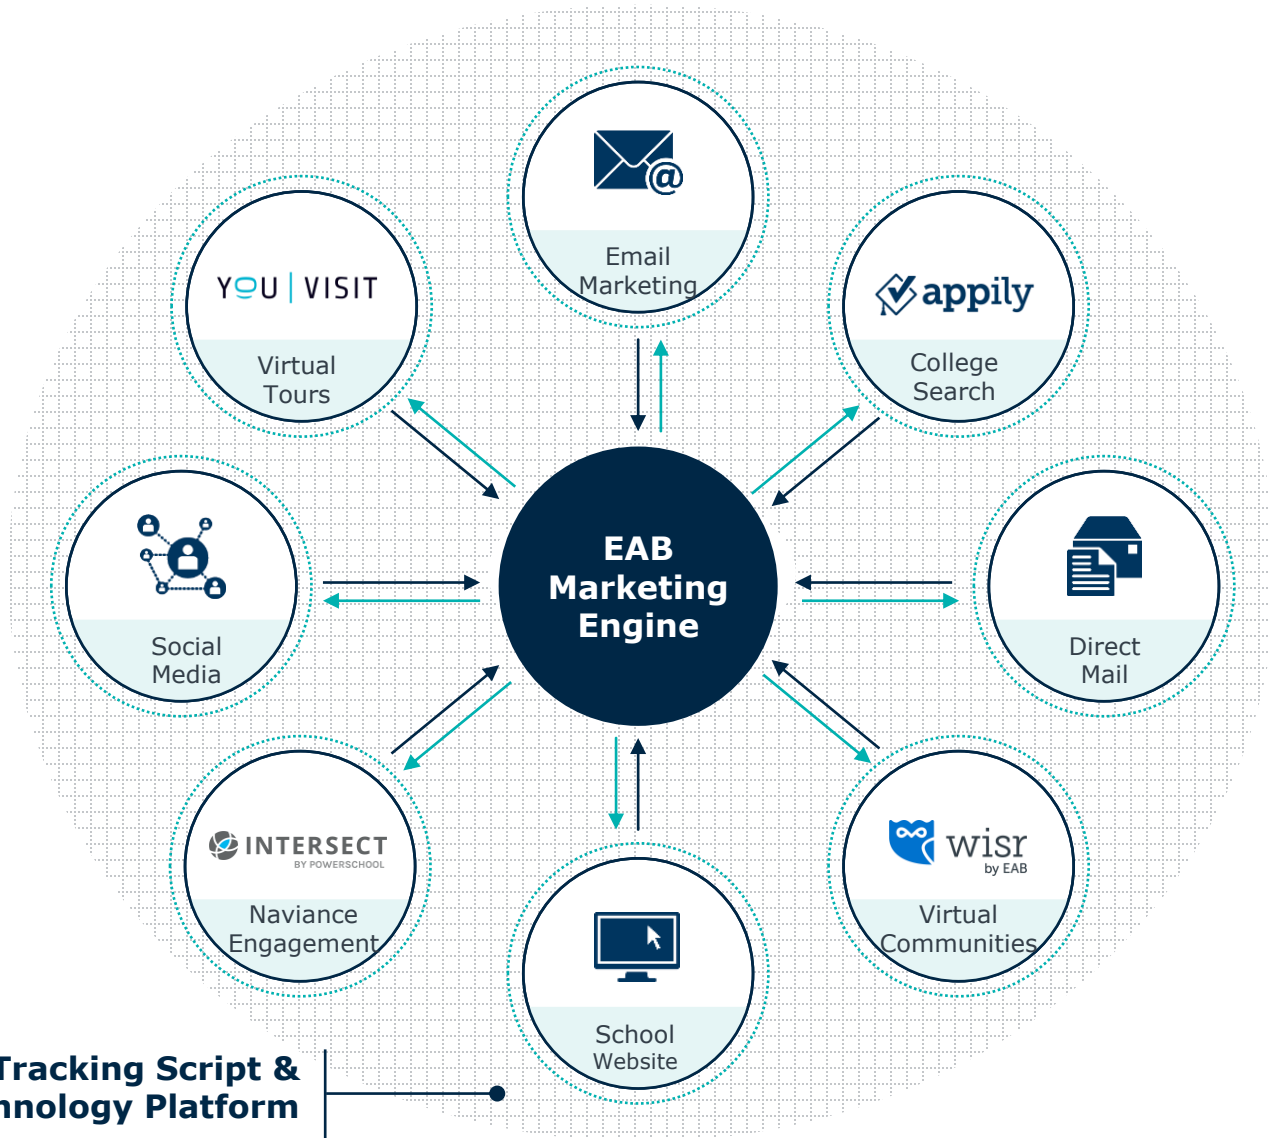 @
Email
Marketing
YOU | VISIT
Virtual
Tours
appily
College
Search
EAB
Marketing
Engine
Social
Media
Direct
Mail
INTERSECT
BY POWERSCHOOL
Naviance
Engagement
wisr
by EAB
Virtual
Communities
School
Website
Tracking Script &
nnology Platform